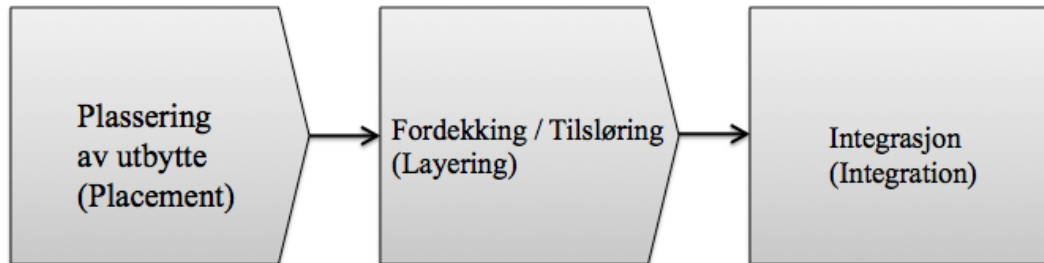 Plassering
av utbytte
(Placement)
Fordekking / Tilsløring
(Layering)
Integrasjon
(Integration)